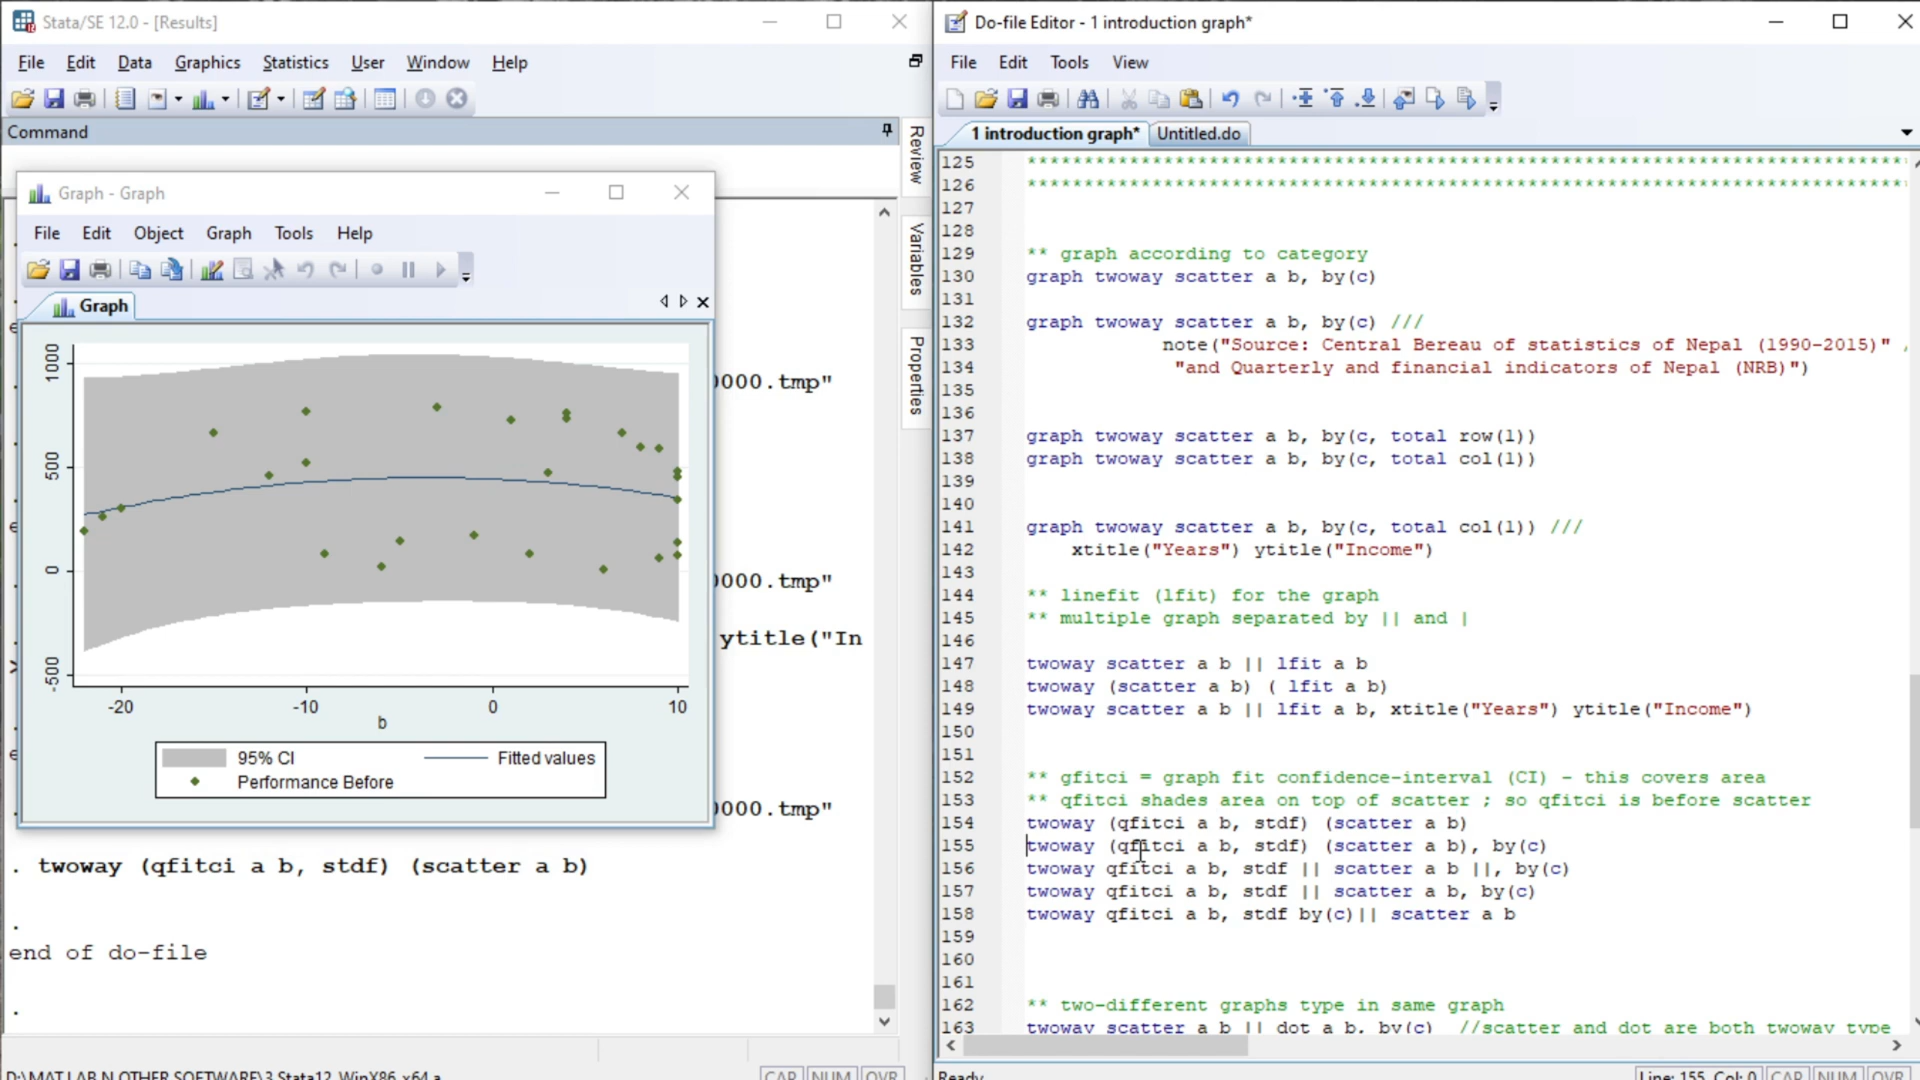 Stata/SE 12.0 - [Results]
File Edit Data Graphics Statistics User Window Help
Command
Review
Variables
Properties
Graph - Graph
File Edit Object Graph Tools Help
Graph
1000
500
0
-500
-20 -10 0 10
b
95% CI Fitted values
Performance Before
0000.tmp"
0000.tmp"
ytitle("In
0000.tmp"
. twoway (qfitci a b, stdf) (scatter a b)
.
end of do-file
.
D:\MAT LAB N OTHER SOFTWARE\3 Stata12_WinX86_x64 a
CAP NUM OVR
Do-file Editor - 1 introduction graph*
File Edit Tools View
1 introduction graph* Untitled.do
125 ******************************************************************************
126 ******************************************************************************
127
128
129 ** graph according to category
130 graph twoway scatter a b, by(c)
131
132 graph twoway scatter a b, by(c) ///
133 note("Source: Central Bereau of statistics of Nepal (1990-2015)" /
134 "and Quarterly and financial indicators of Nepal (NRB)")
135
136
137 graph twoway scatter a b, by(c, total row(1))
138 graph twoway scatter a b, by(c, total col(1))
139
140
141 graph twoway scatter a b, by(c, total col(1)) ///
142 xtitle("Years") ytitle("Income")
143
144 ** linefit (lfit) for the graph
145 ** multiple graph separated by || and |
146
147 twoway scatter a b || lfit a b
148 twoway (scatter a b) ( lfit a b)
149 twoway scatter a b || lfit a b, xtitle("Years") ytitle("Income")
150
151
152 ** gfitci = graph fit confidence-interval (CI) - this covers area
153 ** qfitci shades area on top of scatter ; so qfitci is before scatter
154 twoway (qfitci a b, stdf) (scatter a b)
155 twoway (qfitci a b, stdf) (scatter a b), by(c)
156 twoway qfitci a b, stdf || scatter a b ||, by(c)
157 twoway qfitci a b, stdf || scatter a b, by(c)
158 twoway qfitci a b, stdf by(c)|| scatter a b
159
160
161
162 ** two-different graphs type in same graph
163 twoway scatter a b || dot a b, by(c) //scatter and dot are both twoway type
Ready
Line: 155, Col: 0 CAP NUM OVR